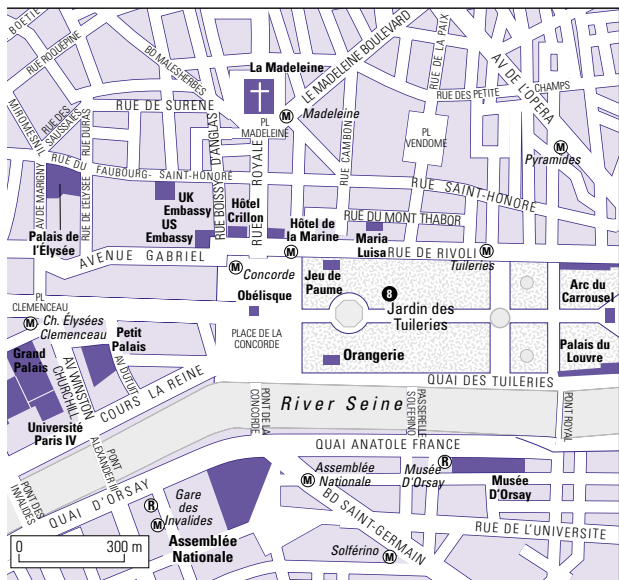 BOÉTIE
RUE ROQUEPINE
BD MALESHERBES
LE MADELEINE BOULEVARD
RUE DE LA PAIX
AV DE L'OPERA
La Madeleine
CHAMPS
RUE DES PETITE
MIROMESNIL
RUE DES
SAUSSAIES
RUE DURAS
RUE DE SURENE
M Madeleine
PL
MADELEINE
D'ANGLAS
ROYALE
RUE CAMBON
PL
VENDOME
M
Pyramides
RUE DU FAUBOURG- SAINT-HONORÉ
RUE SAINT-HONORÉ
AV DE MARIGNY
RUE DE L'ELYSEE
UK
Embassy
US
Embassy
RUE BOISSY
Hôtel
Crillon
RUE
Hôtel de
la Marine
RUE DU MONT THABOR
Maria
Luisa
RUE DE RIVOLI
M
Tuileries
Palais de
l'Élysée
AVENUE GABRIEL
M Concorde
M
Jeu de
Paume
8
Jardin des
Tuileries
Arc du
Carrousel
PL
CLEMENCEAU
M Ch. Élysées
Clemenceau
Obélisque
Petit
Palais
PLACE DE LA
CONCORDE
Grand
Palais
AV WINSTON
CHURCHILL
AV DUTUIT
Orangerie
Palais du
Louvre
COURS LA REINE
QUAI DES TUILERIES
Université
Paris IV
River Seine
PONT DE LA
CONCORDE
PASSERELLE
SOLFERINO
PONT ROYAL
PONT
ALEXANDER III
QUAI ANATOLE FRANCE
PONT DES
INVALIDES
QUAI D'ORSAY
R
M
Gare
des
Invalides
Assemblée
Nationale
M
Assemblée
Nationale
Musée
D'Orsay
R
Musée
D'Orsay
BD SAINT-GERMAIN
RUE DE L'UNIVERSITE
Solférino M
0 300 m